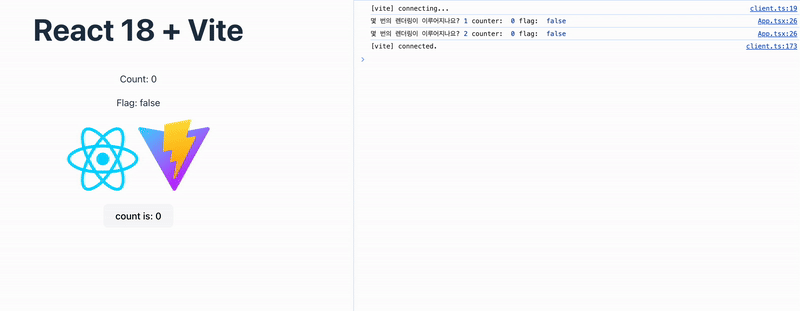 React 18 + Vite
Count: 0
Flag: false
count is: 0
[vite] connecting... client.ts:19
몇 번의 렌더링이 이루어지나요? 1 counter: 0 flag: false App.tsx:26
몇 번의 렌더링이 이루어지나요? 2 counter: 0 flag: false App.tsx:26
[vite] connected. client.ts:173